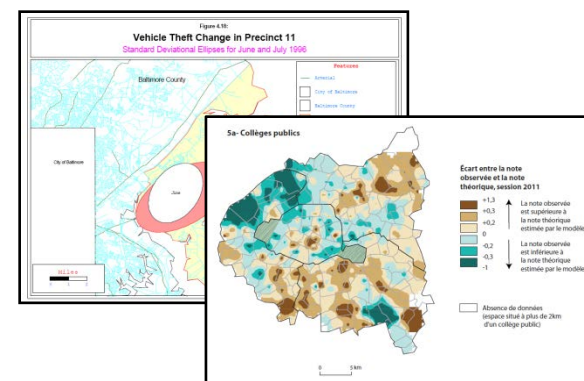 Figure 4.18:
Vehicle Theft Change in Precinct 11
Standard Deviational Ellipses for June and July 1996
Baltimore County
Features
Arterial
City of Baltimore
Baltimore County
City of Baltimore
June
Miles
5a- Collèges publics
Écart entre la note
observée et la note
théorique, session 2011
+1,3
+0,3
+0,2
0
-0,2
-0,3
-1
La note observée
est supérieure à
la note théorique
estimée par le modèle
La note observée
est inférieure à
la note théorique
estimée par le modèle
Absence de données
(espace situé à plus de 2km
d'un collège public)
0 5 km